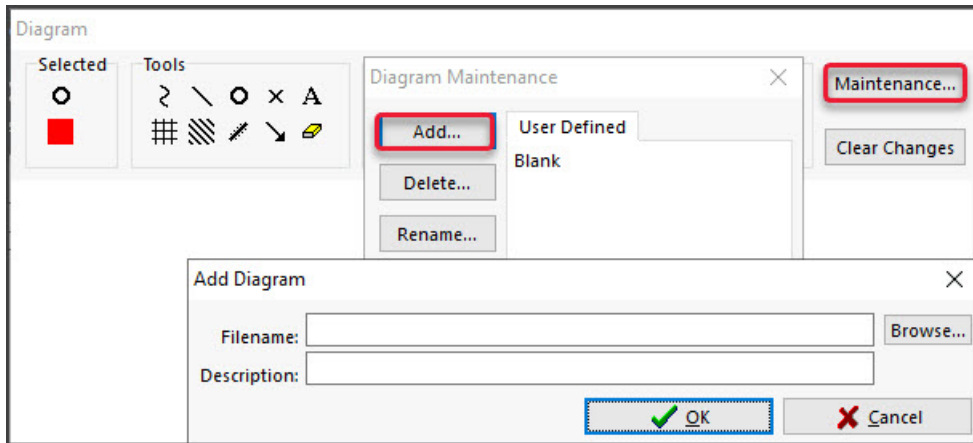 Diagram
Selected
Tools
A
Diagram Maintenance
Maintenance...
Add...
User Defined
Blank
Clear Changes
Delete...
Rename...
Add Diagram
Filename:
Browse...
Description:
OK
Cancel